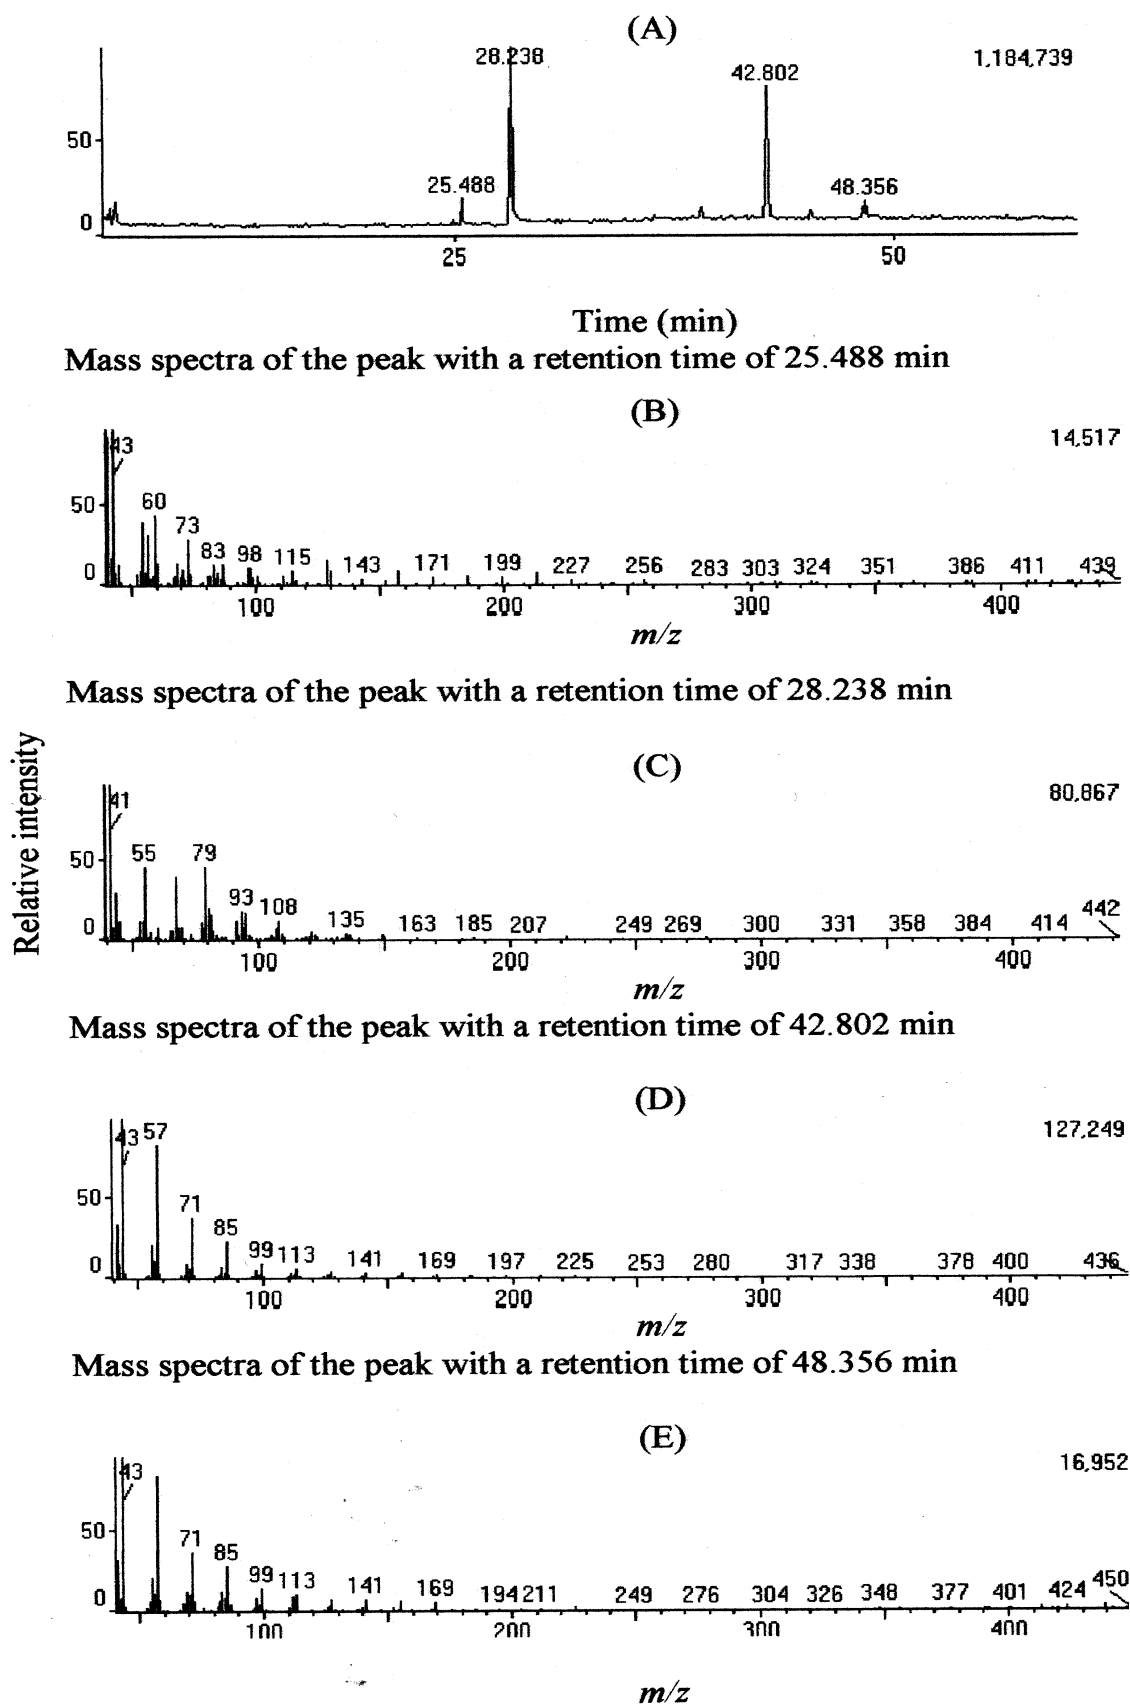 (A)
28.238
1,184,739
42.802
50
25.488
48.356
0
25 50
Time (min)
Mass spectra of the peak with a retention time of 25.488 min
(B)
43
14,517
50
60
73
83 98 115 143 171 199 227 256 283 303 324 351 386 411 439
0
100 200 300 400
m/z
Mass spectra of the peak with a retention time of 28.238 min
Relative intensity
(C)
41
80,867
50
55 79
93 108 135 163 185 207 249 269 300 331 358 384 414 442
0
100 200 300 400
m/z
Mass spectra of the peak with a retention time of 42.802 min
(D)
43 57
127,249
50
71
85
99 113 141 169 197 225 253 280 317 338 378 400 436
0
100 200 300 400
m/z
Mass spectra of the peak with a retention time of 48.356 min
(E)
43
16,952
50
71
85
99 113 141 169 194 211 249 276 304 326 348 377 401 424 450
0
100 200 300 400
m/z